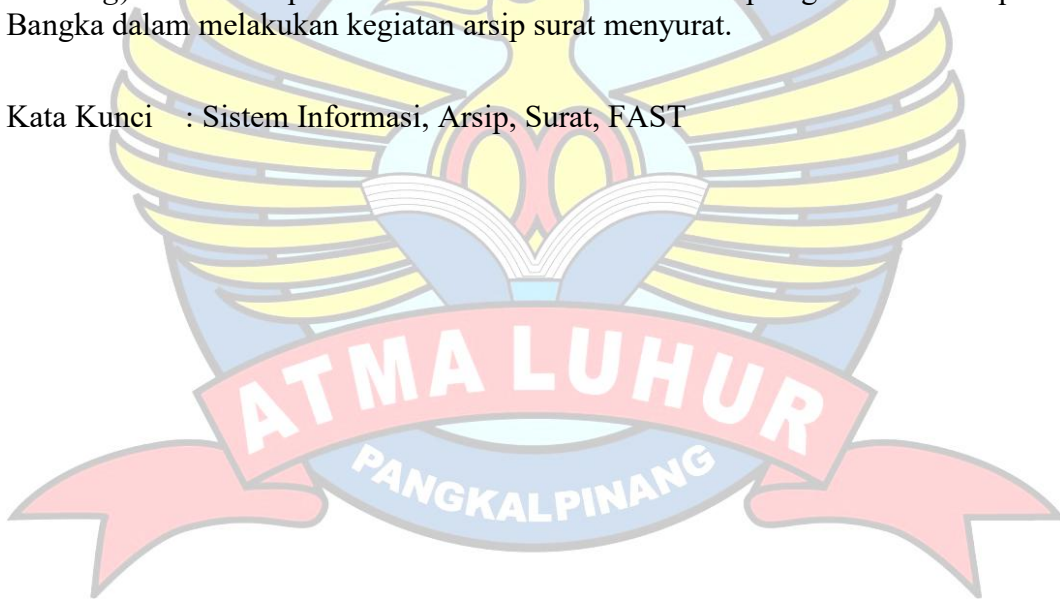 Bangka dalam melakukan kegiatan arsip surat menyurat.
Kata Kunci : Sistem Informasi, Arsip, Surat, FAST
ATMA LUHUR
PANGKALPINANG